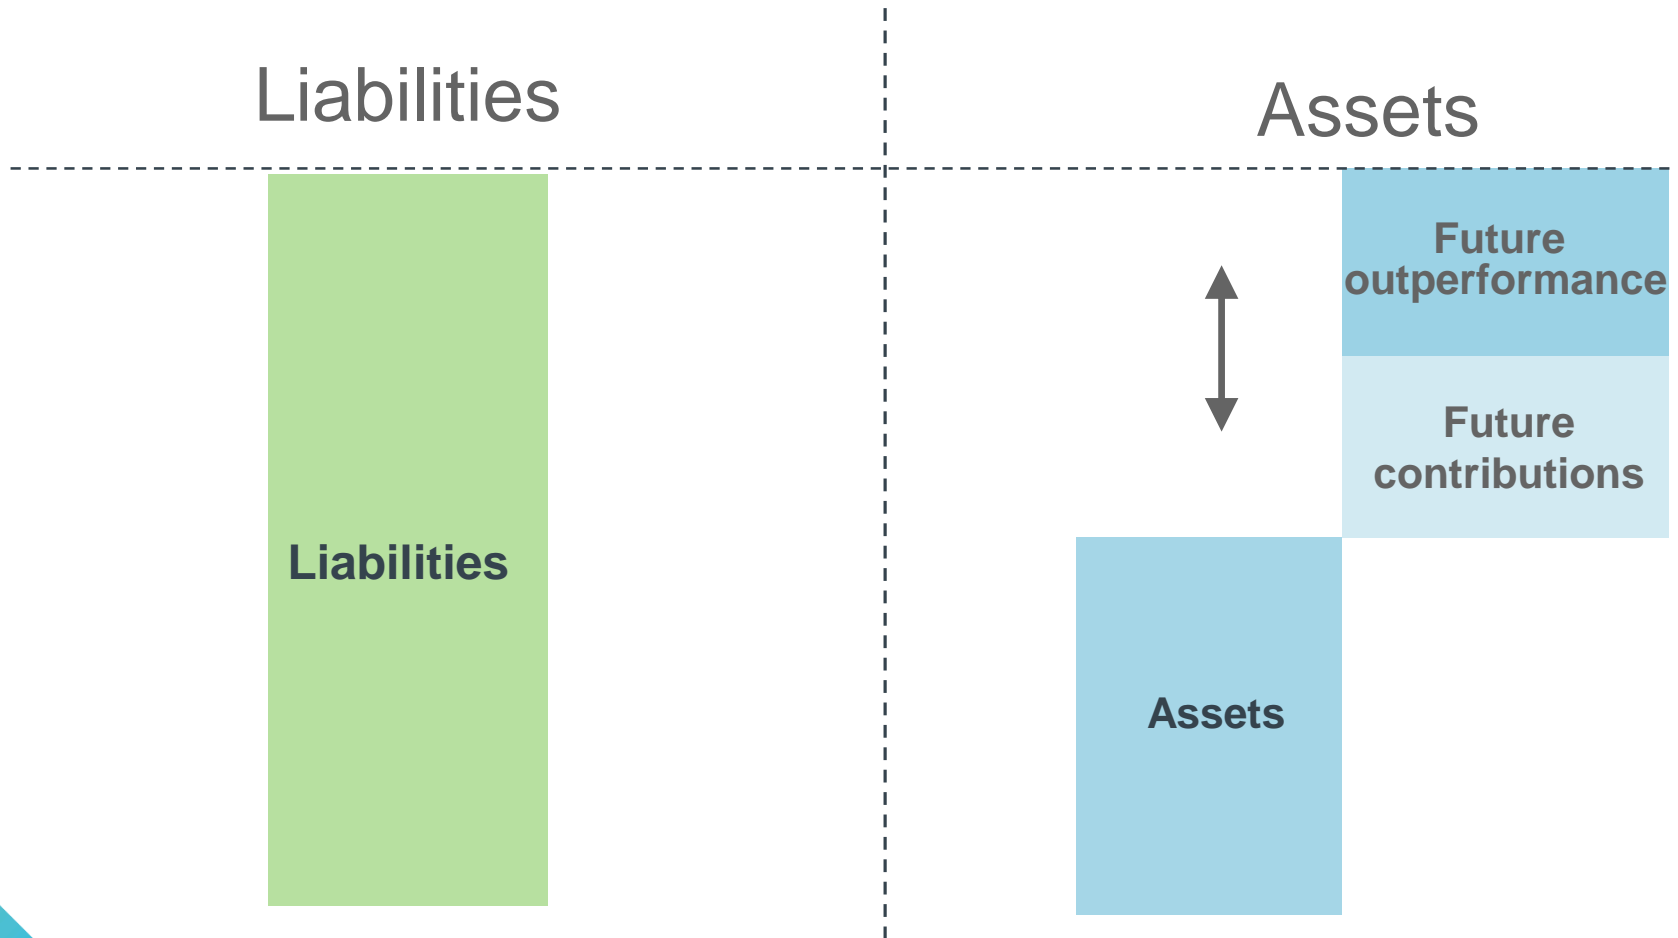 Liabilities
Assets
Future
outperformance
Future
contributions
Liabilities
Assets